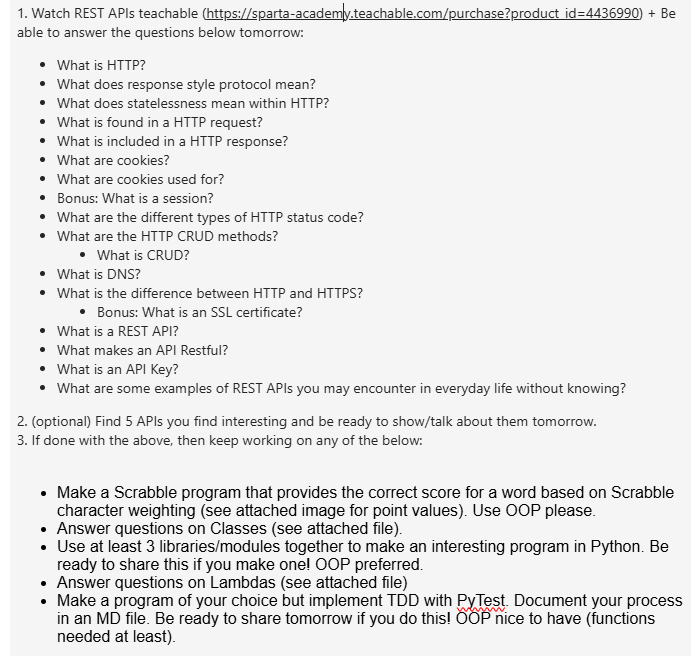 1. Watch REST APIs teachable (https://sparta-academy.teachable.com/purchase?product_id=4436990) + Be
able to answer the questions below tomorrow:
• What is HTTP?
• What does response style protocol mean?
• What does statelessness mean within HTTP?
• What is found in a HTTP request?
• What is included in a HTTP response?
• What are cookies?
• What are cookies used for?
• Bonus: What is a session?
• What are the different types of HTTP status code?
• What are the HTTP CRUD methods?
• What is CRUD?
• What is DNS?
• What is the difference between HTTP and HTTPS?
• Bonus: What is an SSL certificate?
• What is a REST API?
• What makes an API Restful?
• What is an API Key?
• What are some examples of REST APIs you may encounter in everyday life without knowing?
2. (optional) Find 5 APIs you find interesting and be ready to show/talk about them tomorrow.
3. If done with the above, then keep working on any of the below:
• Make a Scrabble program that provides the correct score for a word based on Scrabble
character weighting (see attached image for point values). Use OOP please.
• Answer questions on Classes (see attached file).
• Use at least 3 libraries/modules together to make an interesting program in Python. Be
ready to share this if you make one! OOP preferred.
• Answer questions on Lambdas (see attached file)
• Make a program of your choice but implement TDD with PyTest. Document your process
in an MD file. Be ready to share tomorrow if you do this! OOP nice to have (functions
needed at least).